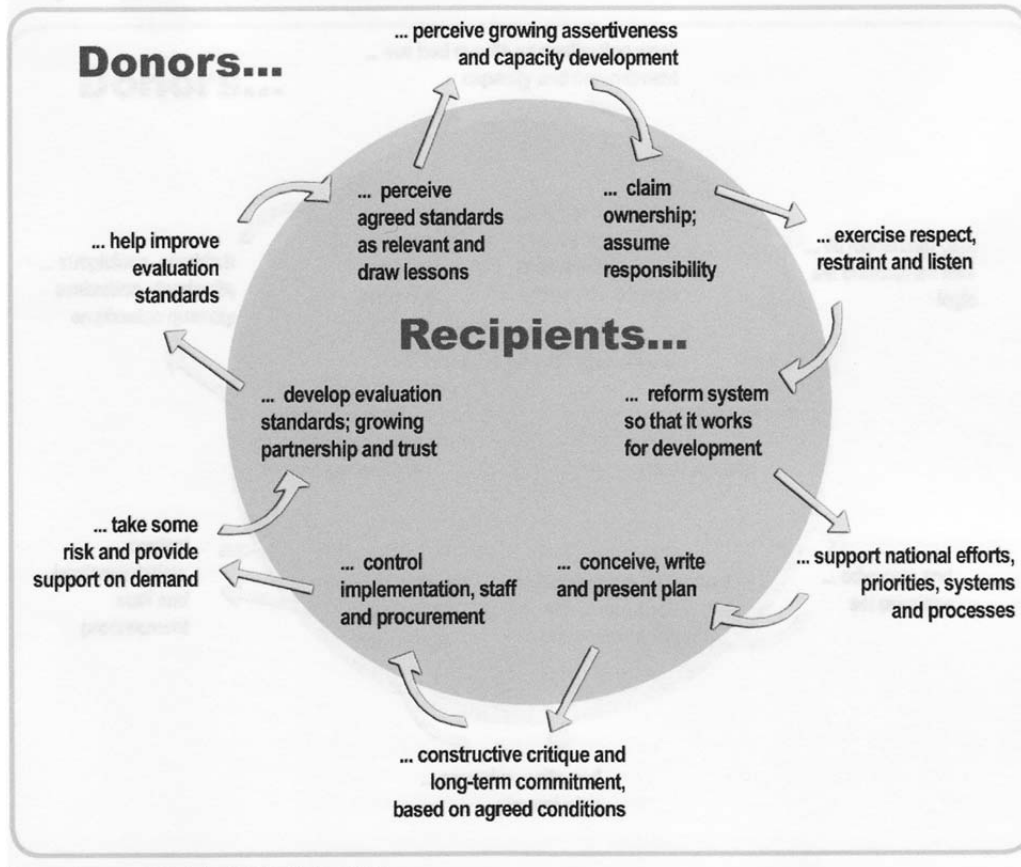 ... perceive growing assertiveness
and capacity development
Donors...
... perceive
agreed standards
as relevant and
draw lessons
... claim
ownership;
assume
responsibility
... help improve
evaluation
standards
... exercise respect,
restraint and listen
Recipients...
... develop evaluation
standards; growing
partnership and trust
... reform system
so that it works
for development
... take some
risk and provide
support on demand
... control
implementation, staff
and procurement
... conceive, write
and present plan
... support national efforts,
priorities, systems
and processes
... constructive critique and
long-term commitment,
based on agreed conditions